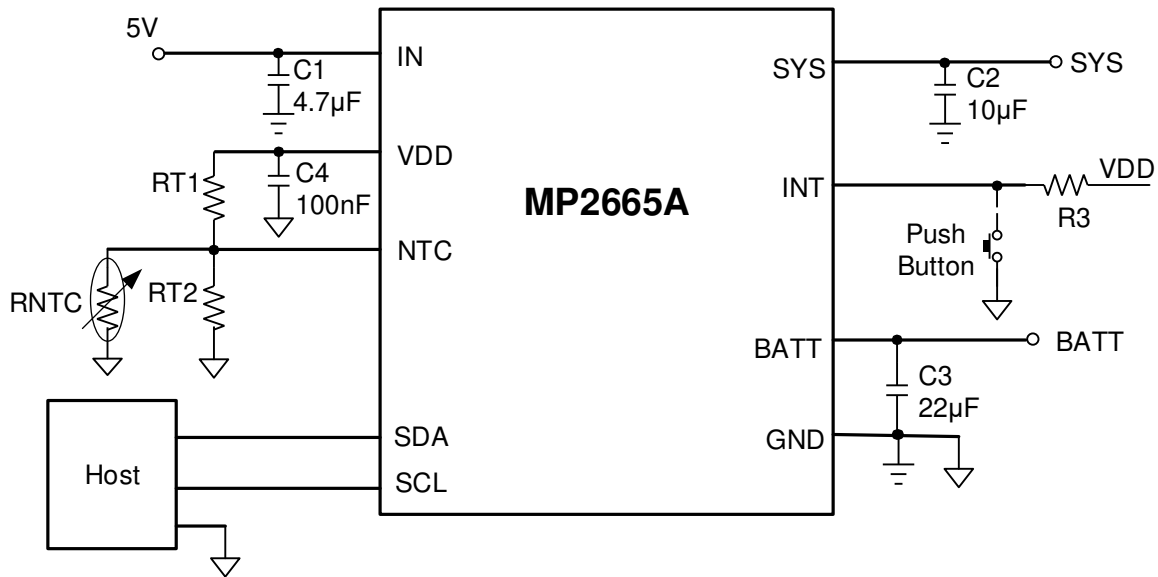 5V
IN
C1
4.7µF
VDD
RT1
C4
100nF
NTC
RNTC
RT2
Host
SDA
SCL
MP2665A
SYS
SYS
C2
10µF
INT
VDD
R3
Push
Button
BATT
BATT
C3
22µF
GND